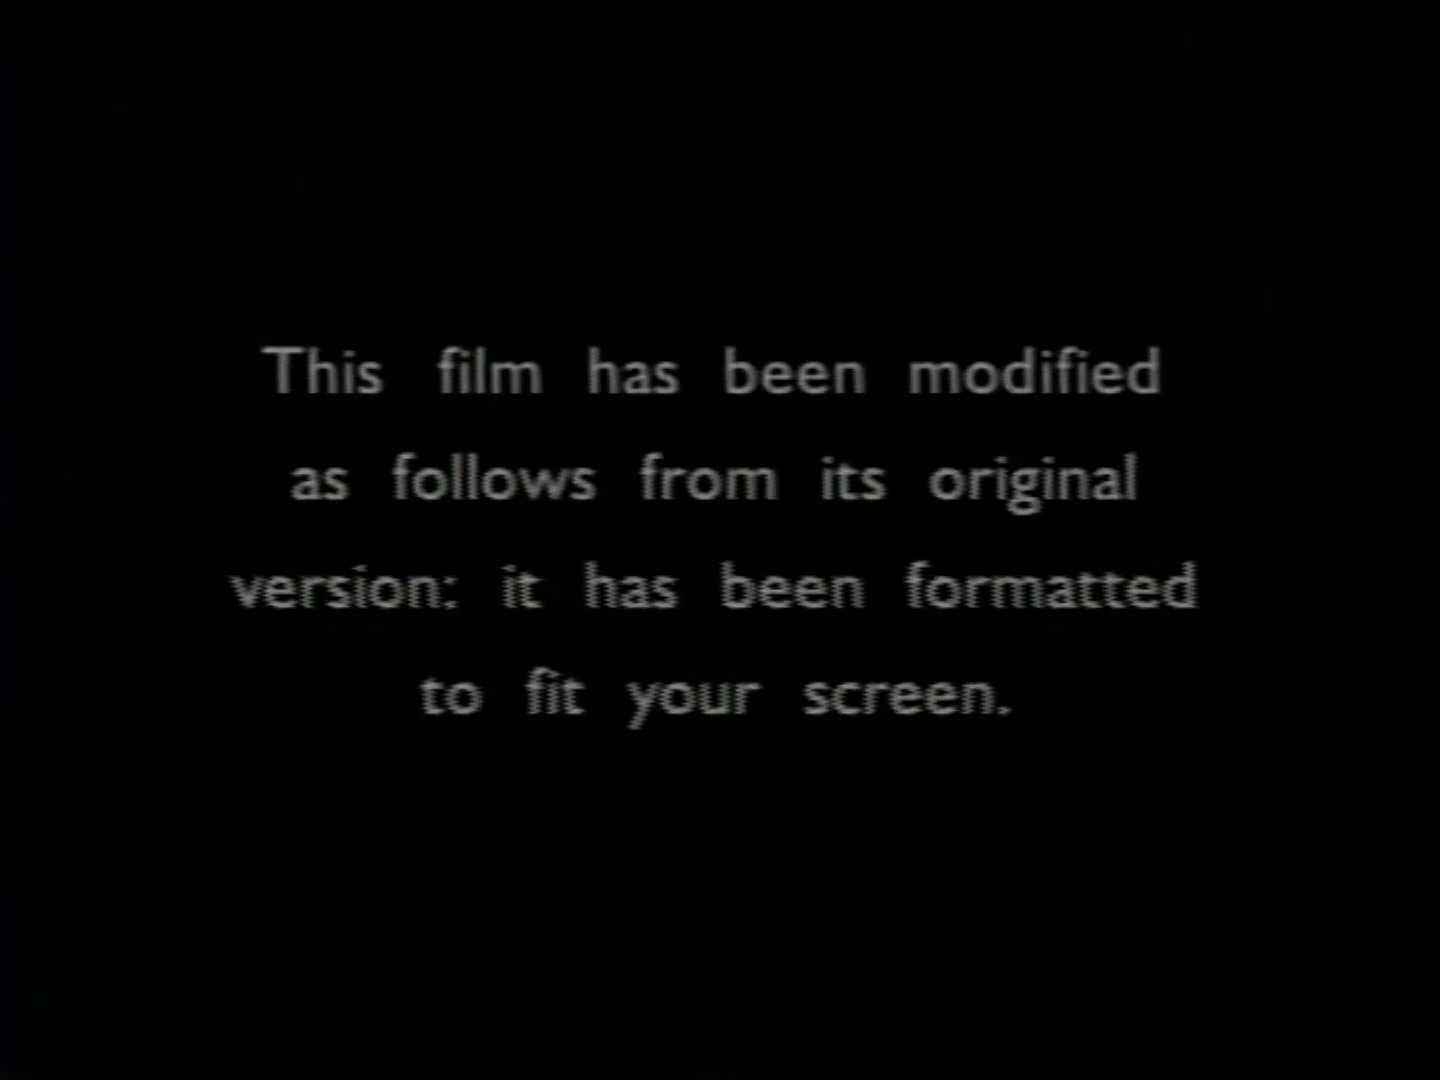 This film has been modified
as follows from its original
version: it has been formatted
to fit your screen.